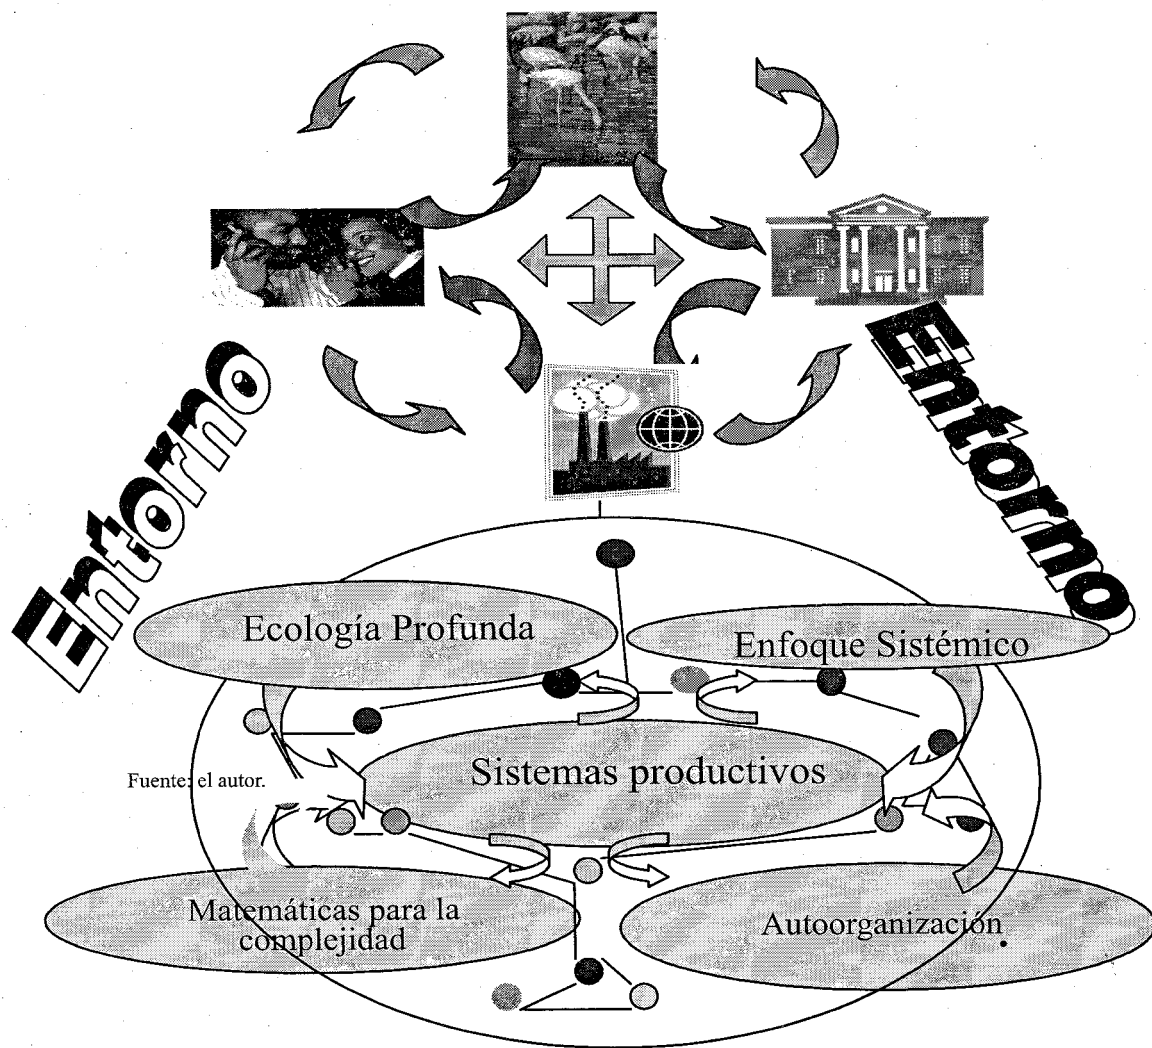 Entorno
Entorno
Ecología Profunda
Enfoque Sistémico
Sistemas productivos
Fuente: el autor.
Matemáticas para la
complejidad
Autoorganización